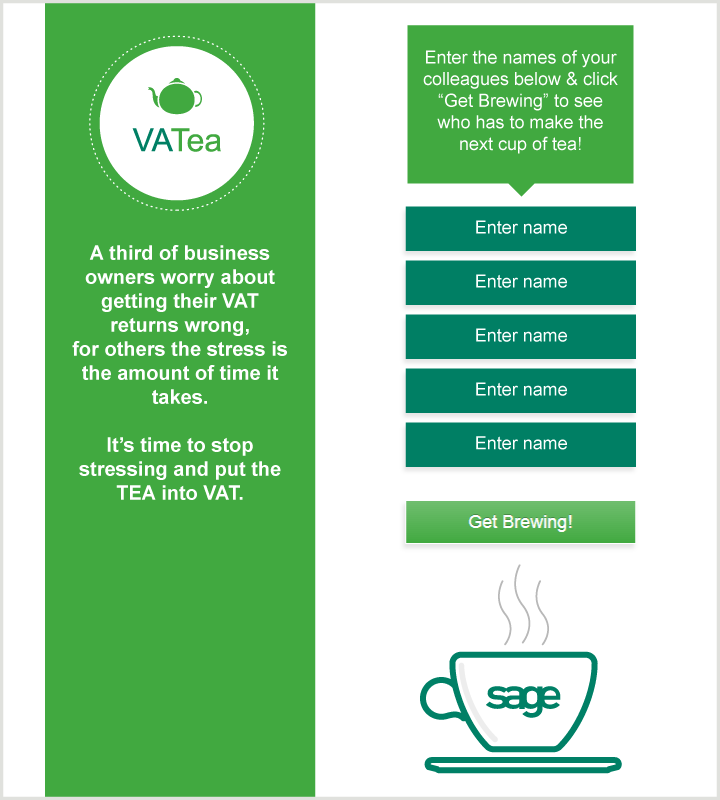 VATea
A third of business
owners worry about
getting their VAT
returns wrong,
for others the stress is
the amount of time it
takes.
It’s time to stop
stressing and put the
TEA into VAT.
Enter the names of your
colleagues below & click
“Get Brewing” to see
who has to make the
next cup of tea!
Enter name
Enter name
Enter name
Enter name
Enter name
Get Brewing!
sage